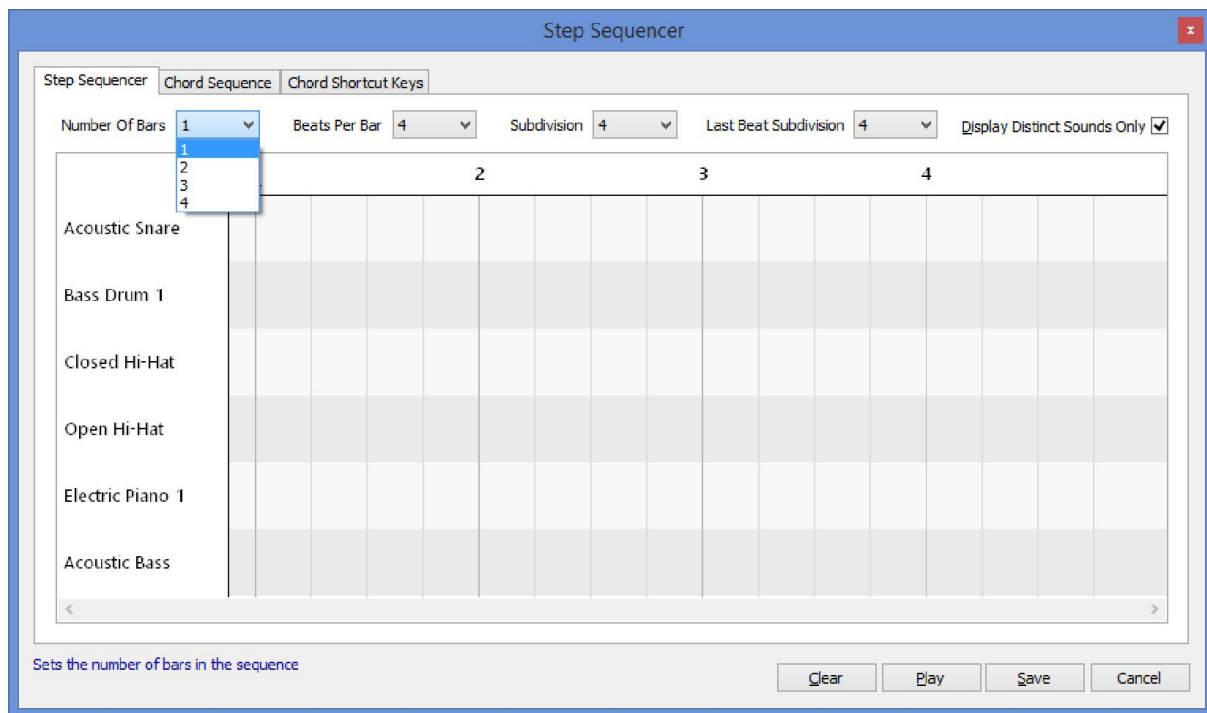 Step Sequencer
x
Step Sequencer Chord Sequence Chord Shortcut Keys
Number Of Bars 1 Beats Per Bar 4 Subdivision 4 Last Beat Subdivision 4 Display Distinct Sounds Only
1
2
3
4
2 3 4
Acoustic Snare
Bass Drum 1
Closed Hi-Hat
Open Hi-Hat
Electric Piano 1
Acoustic Bass
Sets the number of bars in the sequence
Clear Play Save Cancel